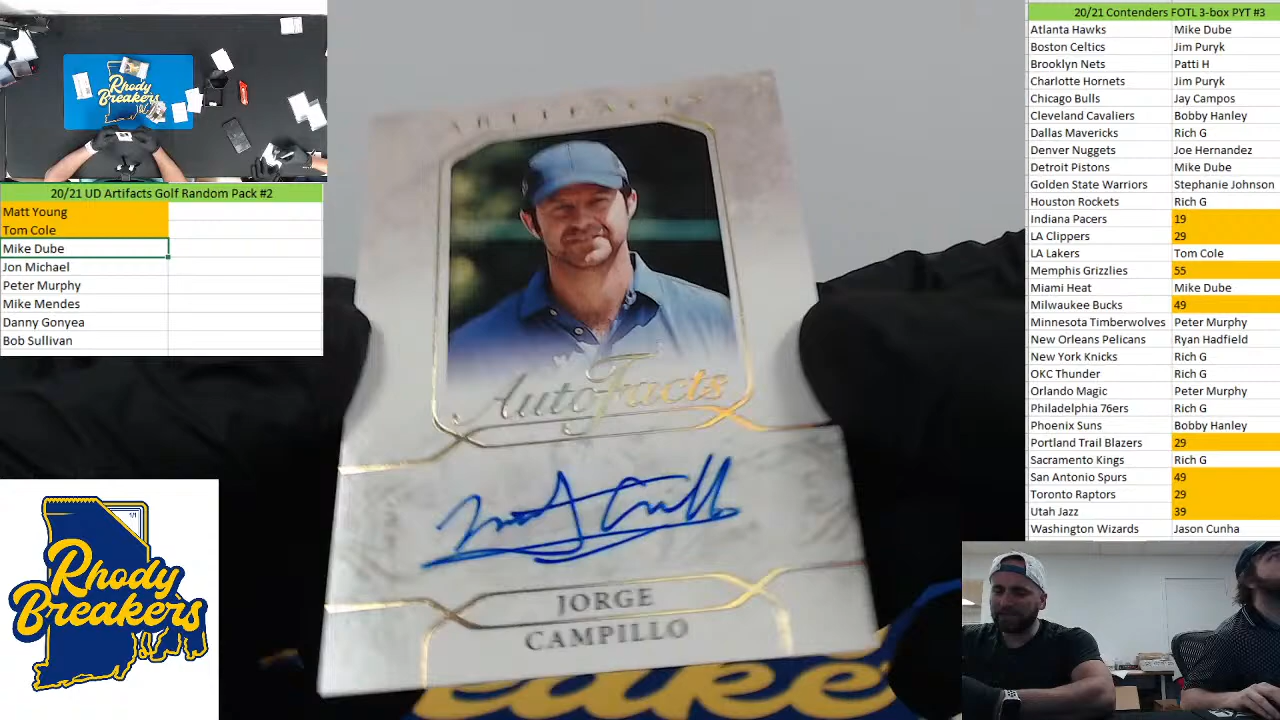 Rhody
Breakers
20/21 UD Artifacts Golf Random Pack #2
Matt Young
Tom Cole
Mike Dube
Jon Michael
Peter Murphy
Mike Mendes
Danny Gonyea
Bob Sullivan
Rhody
Breakers
ARTIFACTS
AutoFacts
JORGE
CAMPILLO
20/21 Contenders FOTL 3-box PYT #3
Atlanta Hawks Mike Dube
Boston Celtics Jim Puryk
Brooklyn Nets Patti H
Charlotte Hornets Jim Puryk
Chicago Bulls Jay Campos
Cleveland Cavaliers Bobby Hanley
Dallas Mavericks Rich G
Denver Nuggets Joe Hernandez
Detroit Pistons Mike Dube
Golden State Warriors Stephanie Johnson
Houston Rockets Rich G
Indiana Pacers 19
LA Clippers 29
LA Lakers Tom Cole
Memphis Grizzlies 55
Miami Heat Mike Dube
Milwaukee Bucks 49
Minnesota Timberwolves Peter Murphy
New Orleans Pelicans Ryan Hadfield
New York Knicks Rich G
OKC Thunder Rich G
Orlando Magic Peter Murphy
Philadelphia 76ers Rich G
Phoenix Suns Bobby Hanley
Portland Trail Blazers 29
Sacramento Kings Rich G
San Antonio Spurs 49
Toronto Raptors 29
Utah Jazz 39
Washington Wizards Jason Cunha